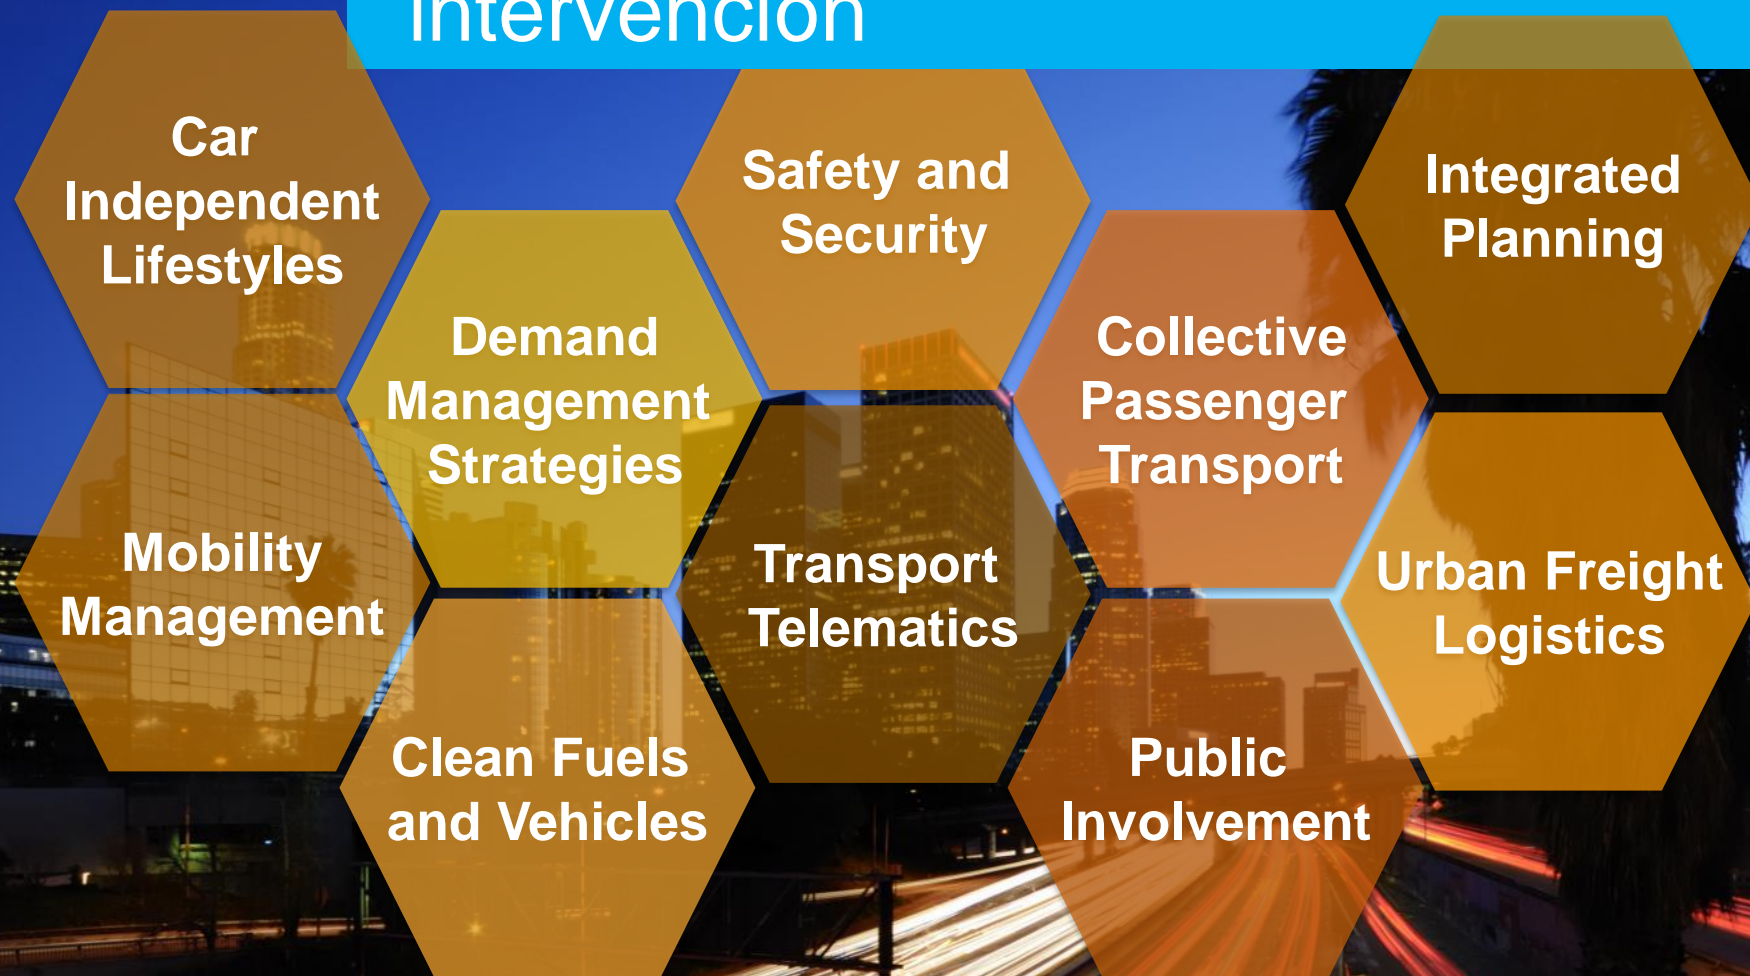 intervención
Car
Independent
Lifestyles
Safety and
Security
Integrated
Planning
Demand
Management
Strategies
Collective
Passenger
Transport
Mobility
Management
Transport
Telematics
Urban Freight
Logistics
Clean Fuels
and Vehicles
Public
Involvement